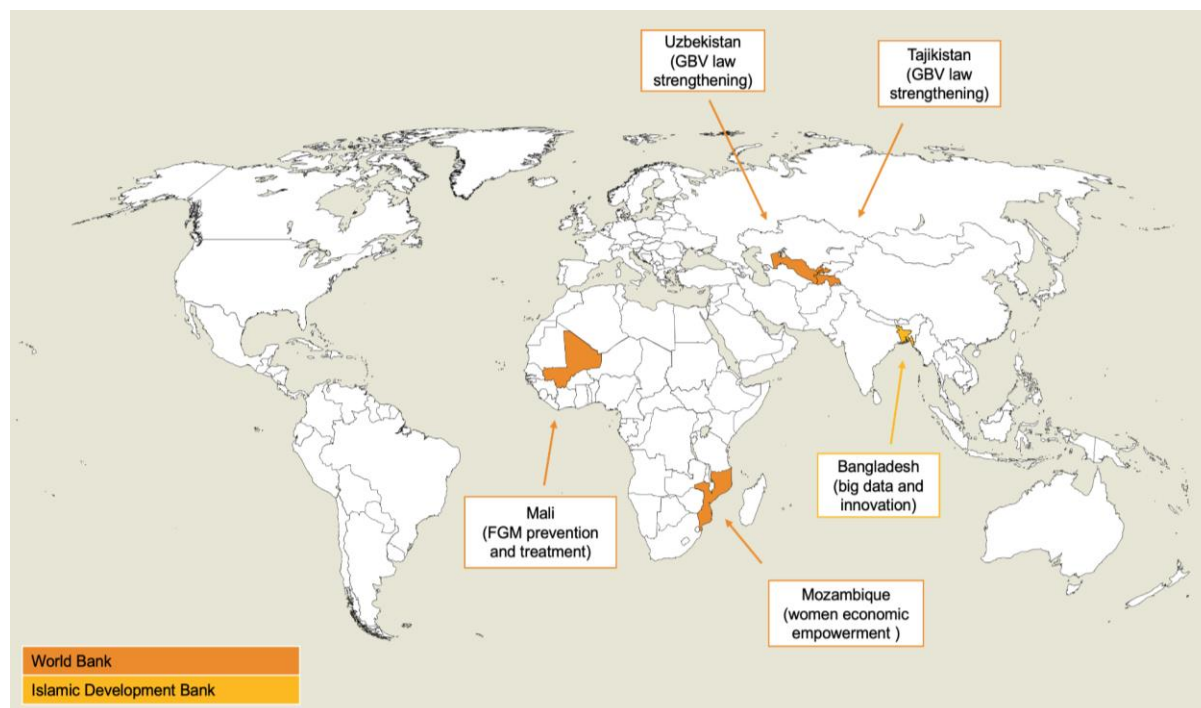 Uzbekistan
(GBV law
strengthening)
Tajikistan
(GBV law
strengthening)
Bangladesh
(big data and
innovation)
Mali
(FGM prevention
and treatment)
Mozambique
(women economic
empowerment )
World Bank
Islamic Development Bank